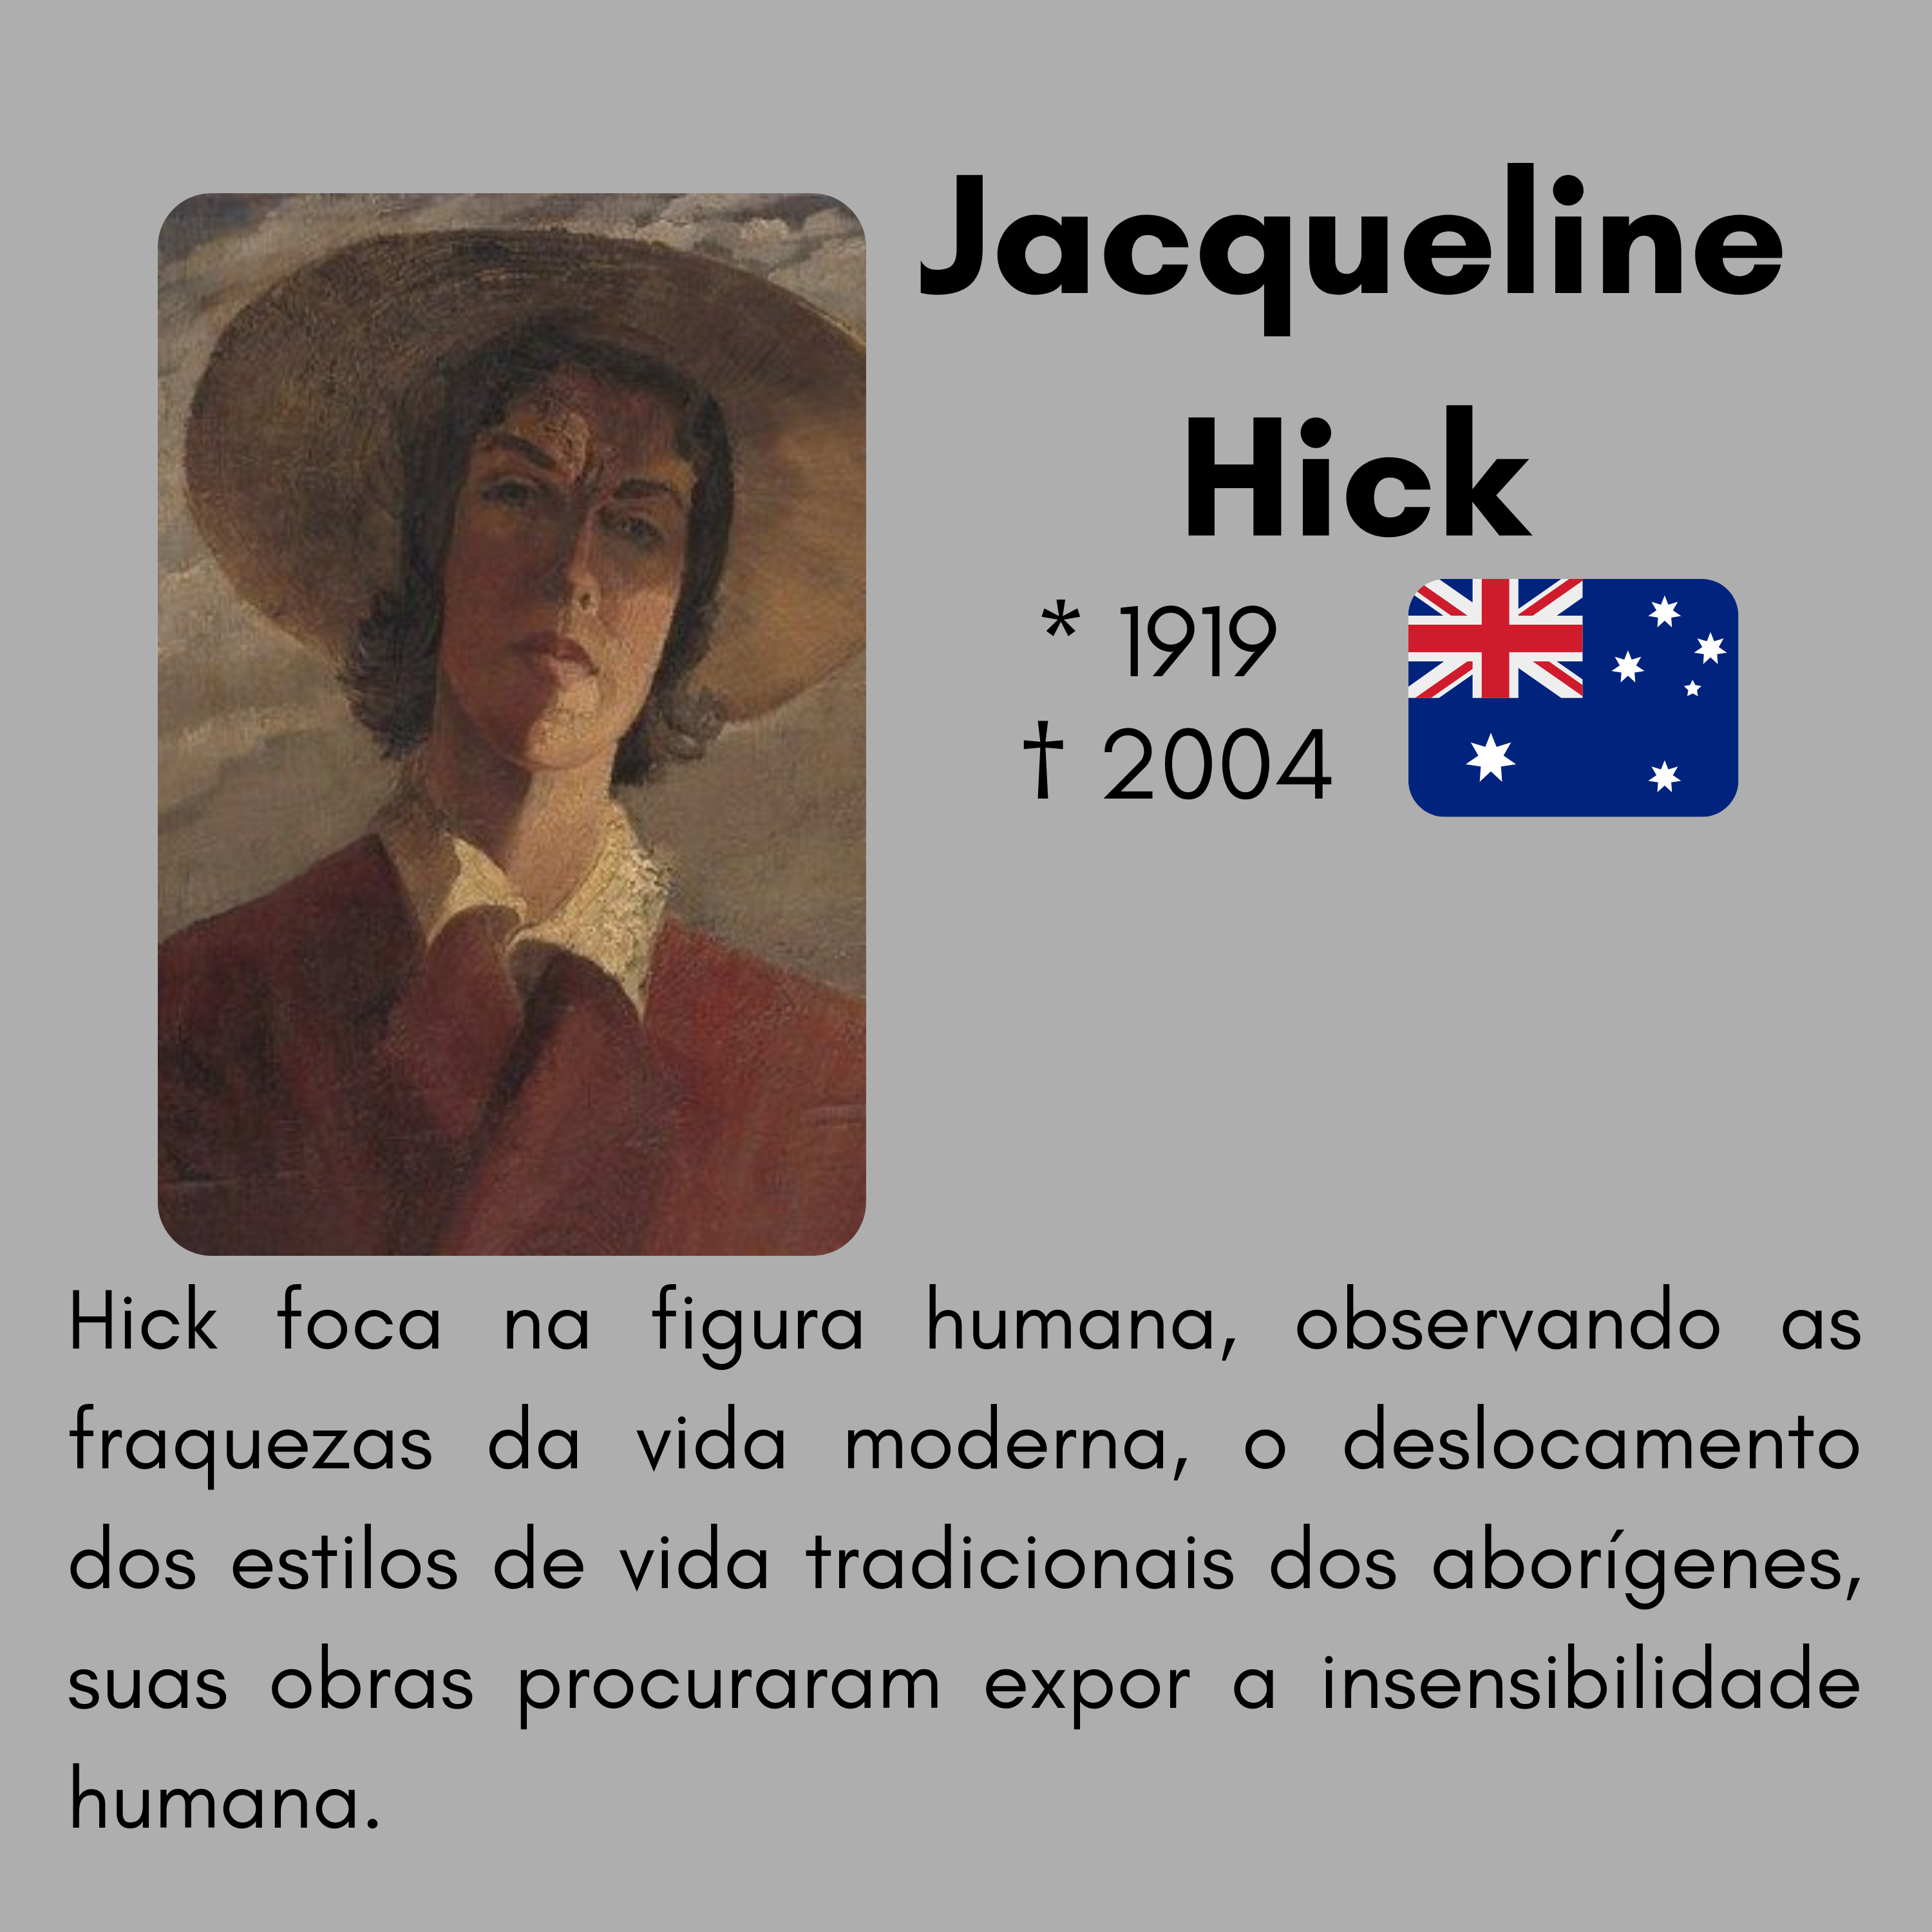 Jacqueline
Hick
* 1919
† 2004
Hick foca na figura humana, observando as
fraquezas da vida moderna, o deslocamento
dos estilos de vida tradicionais dos aborígenes,
suas obras procuraram expor a insensibilidade
humana.